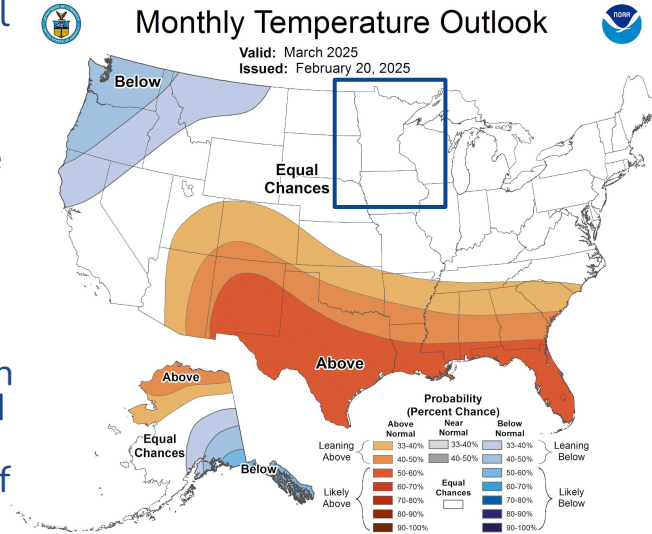 l
Monthly Temperature Outlook
NOAA
Valid: March 2025
Issued: February 20, 2025
Below
Equal
Chances
Above
Above
Equal
Chances
Below
n
l
f
Probability
(Percent Chance)
Above
Normal
Near
Normal
Below
Normal
Leaning
Above
33-40%
33-40%
33-40%
Leaning
Below
40-50%
40-50%
40-50%
50-60%
50-60%
60-70%
60-70%
Likely
Above
70-80%
Equal
Chances
70-80%
Likely
Below
80-90%
80-90%
90-100%
90-100%